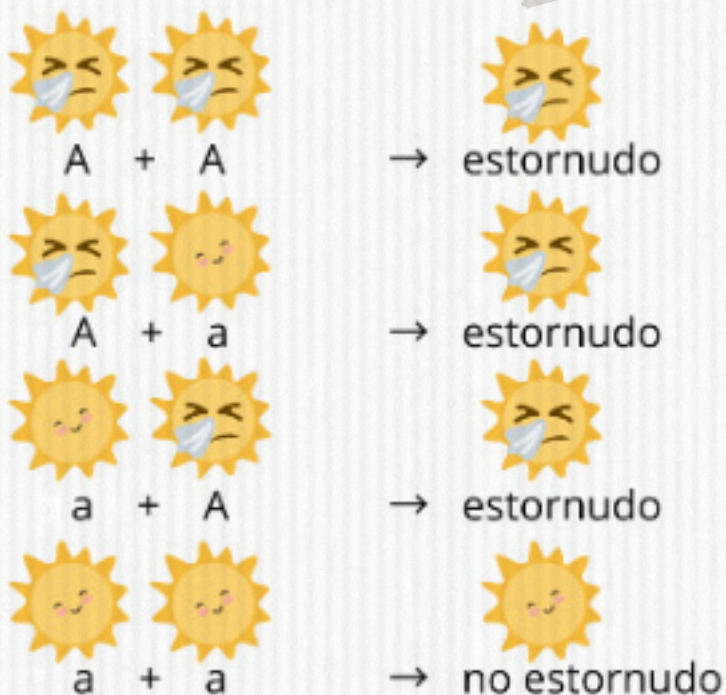 A + A → estornudo
A + a → estornudo
a + A → estornudo
a + a → no estornudo